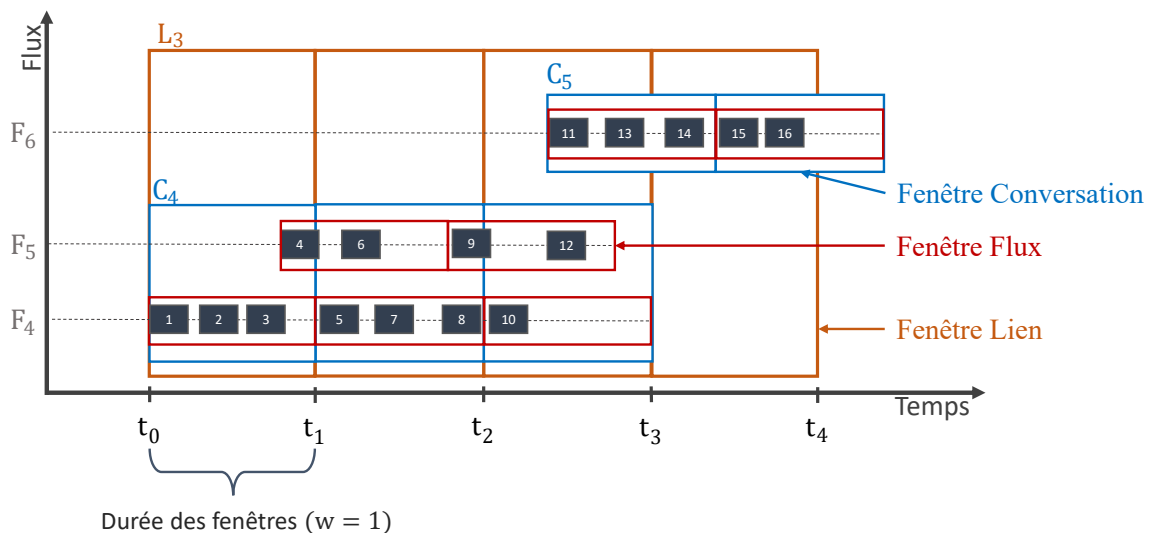 Flux
L₃
C₅
F₆
11 13 14 15 16
Fenêtre Conversation
C₄
F₅
4 6 9 12
Fenêtre Flux
F₄
1 2 3 5 7 8 10
Fenêtre Lien
Temps
t₀ t₁ t₂ t₃ t₄
Durée des fenêtres (w = 1)